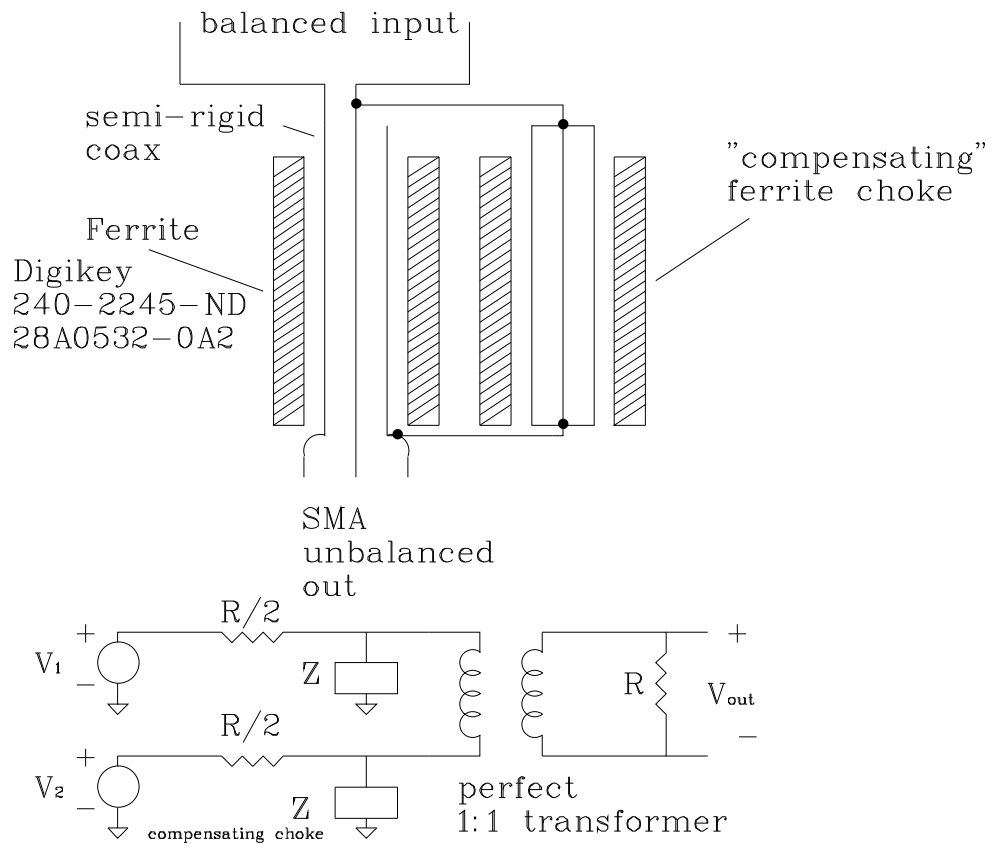 balanced input
semi-rigid
coax
"compensating"
ferrite choke
Ferrite
Digikey
240-2245-ND
28A0532-0A2
SMA
unbalanced
out
R/2
+
+
V1
Z
R
Vout
-
-
R/2
+
V2
Z
-
compensating choke
perfect
1:1 transformer